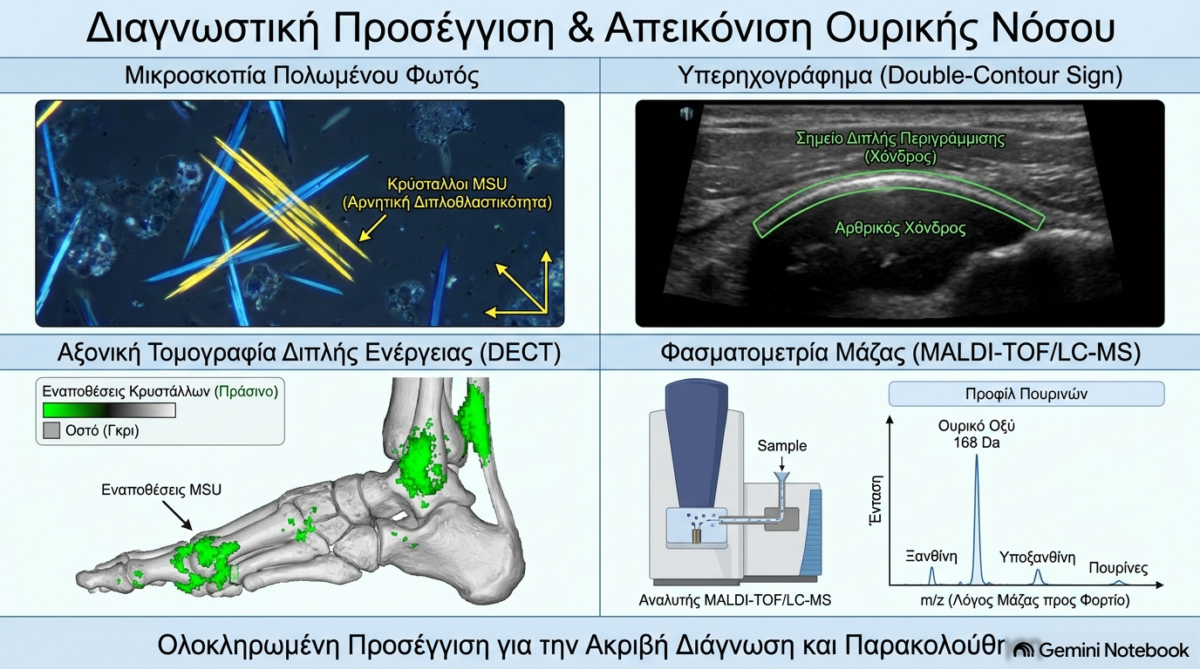 Διαγνωστική Προσέγγιση & Απεικόνιση Ουρικής Νόσου
Μικροσκοπία Πολωμένου Φωτός
Κρύσταλλοι MSU
(Αρνητική Διπλοθλαστικότητα)
Υπερηχογράφημα (Double-Contour Sign)
Σημείο Διπλής Περιγράμμισης
(Χόνδρος)
Αρθρικός Χόνδρος
Αξονική Τομογραφία Διπλής Ενέργειας (DECT)
Εναποθέσεις Κρυστάλλων (Πράσινο)
Οστό (Γκρι)
Εναποθέσεις MSU
Φασματομετρία Μάζας (MALDI-TOF/LC-MS)
Sample
Αναλυτής MALDI-TOF/LC-MS
Προφίλ Πουρινών
Ουρικό Οξύ
168 Da
Ένταση
Ξανθίνη
Υποξανθίνη
Πουρίνες
m/z (Λόγος Μάζας προς Φορτίο)
Ολοκληρωμένη Προσέγγιση για την Ακριβή Διάγνωση και
Gemini Notebook